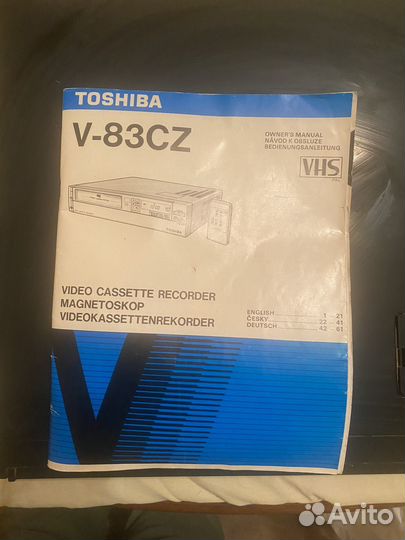 TOSHIBA
V-83CZ
OWNER'S MANUAL
NÁVOD K OBSLUZE
BEDIENUNGSANLEITUNG
VHS
TOSHIBA
VIDEO CASSETTE RECORDER
MAGNETOSKOP
VIDEOKASSETTENREKORDER
ENGLISH 1 – 21
ČESKY 22 – 41
DEUTSCH 42 – 61
V
Avito